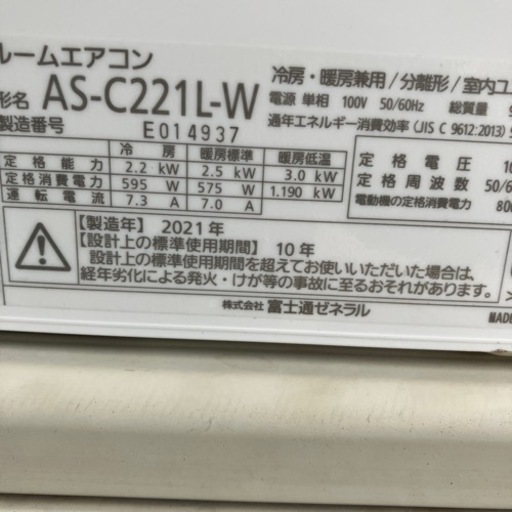 ルームエアコン
冷房・暖房兼用/分離形/室内ユ
形名 AS-C221L-W
電源 単相 100V 50/60Hz 総質量
製造番号 E014937
通年エネルギー消費効率(JIS C 9612:2013)
冷房 暖房標準 暖房低温
定格能力 2.2 kW 2.5 kW 3.0 kW
定格消費電力 595 W 575 W 1.190 kW
運転電流 7.3 A 7.0 A
定格電圧 10
定格周波数 50/6
電動機の定格消費電力 80
【製造年】2021年
【設計上の標準使用期間】10年
設計上の標準使用期間を超えてお使いいただいた場合は、
経年劣化による発火・けが等の事故に至るおそれがあります。
株式会社 富士通ゼネラル
MADE